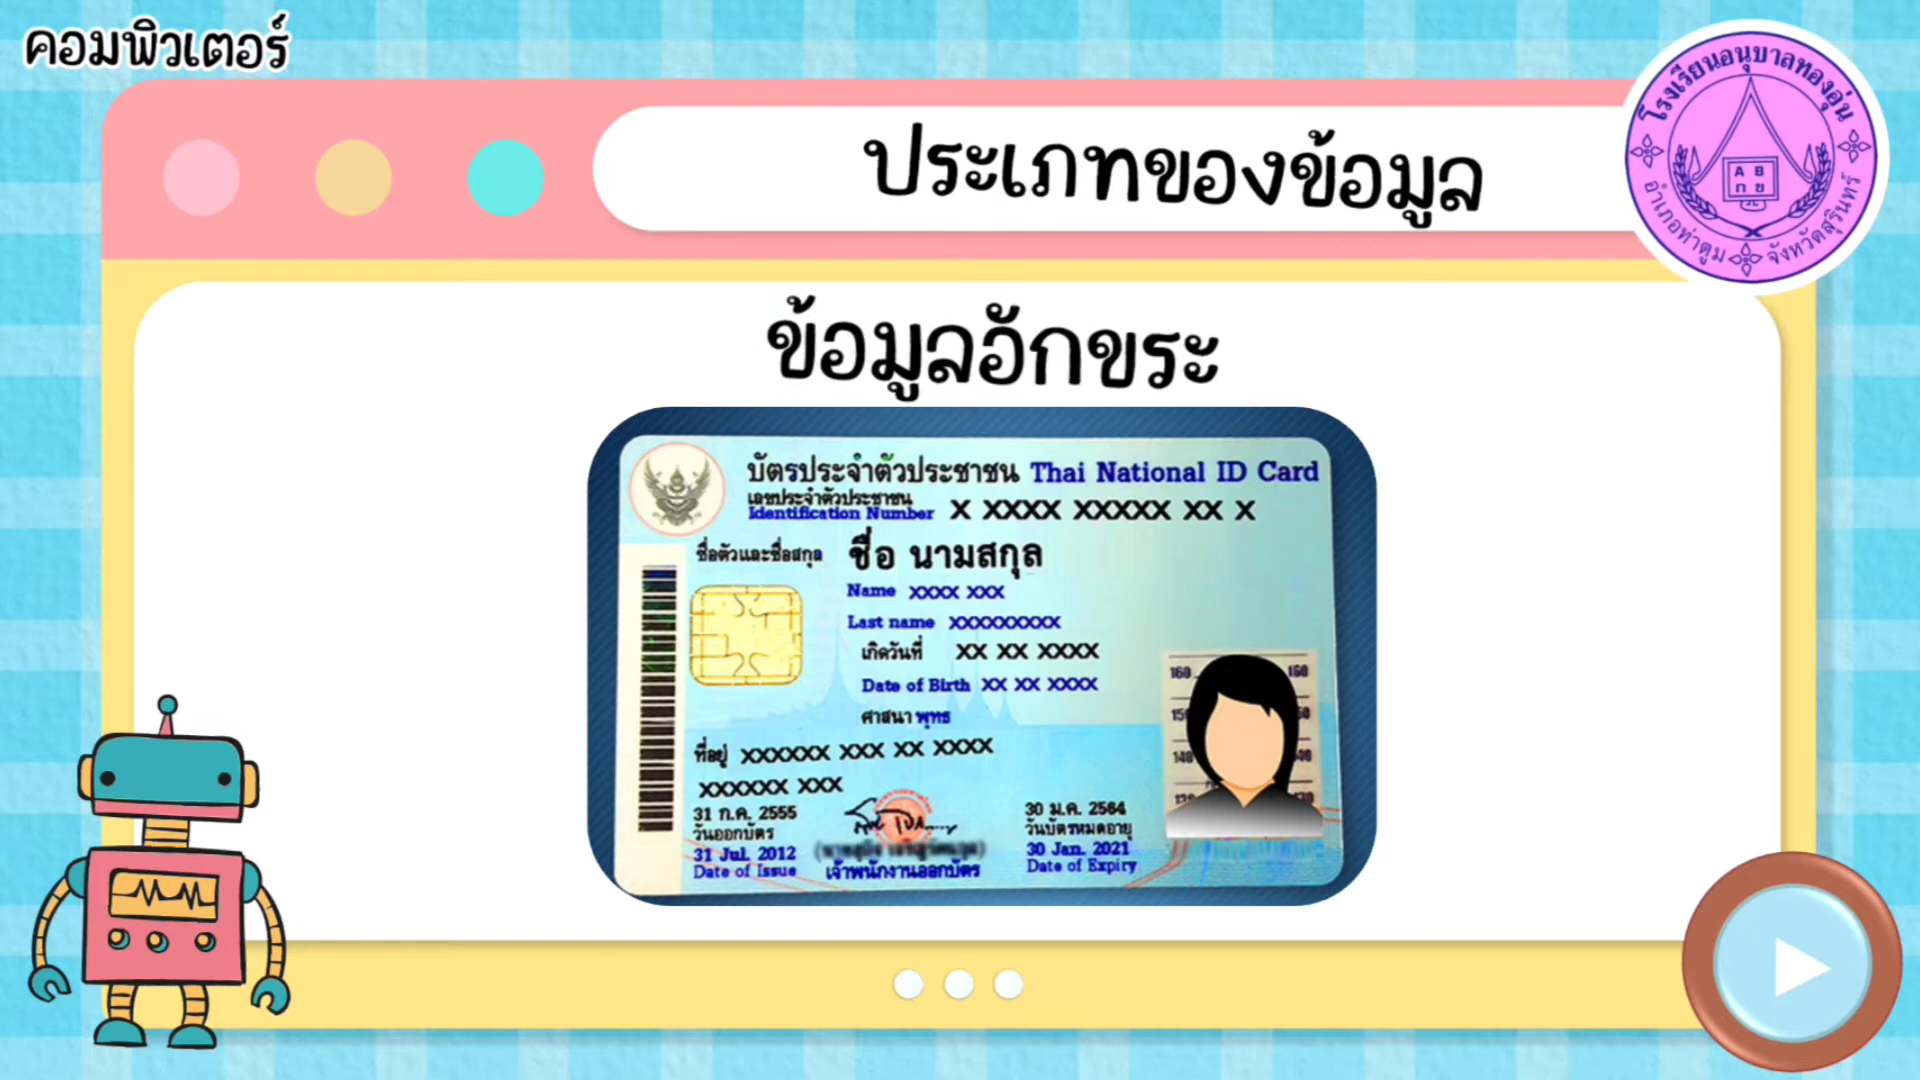 คอมพิวเตอร์
ประเภทของข้อมูล
โรงเรียนอนุบาลทองอุ่น
A B
ก ข
อำเภอท่าตูม จังหวัดสุรินทร์
ข้อมูลอักขระ
บัตรประจำตัวประชาชน Thai National ID Card
เลขประจำตัวประชาชน
Identification Number X XXXX XXXXX XX X
ชื่อตัวและชื่อสกุล ชื่อ นามสกุล
Name XXXX XXX
Last name XXXXXXXXX
เกิดวันที่ XX XX XXXX
Date of Birth XX XX XXXX
ศาสนา พุทธ
ที่อยู่ XXXXXX XXX XX XXXX
XXXXXX XXX
31 ก.ค. 2555
วันออกบัตร
31 Jul. 2012
Date of Issue
เจ้าพนักงานออกบัตร
30 ม.ค. 2564
วันบัตรหมดอายุ
30 Jan. 2021
Date of Expiry
160 160